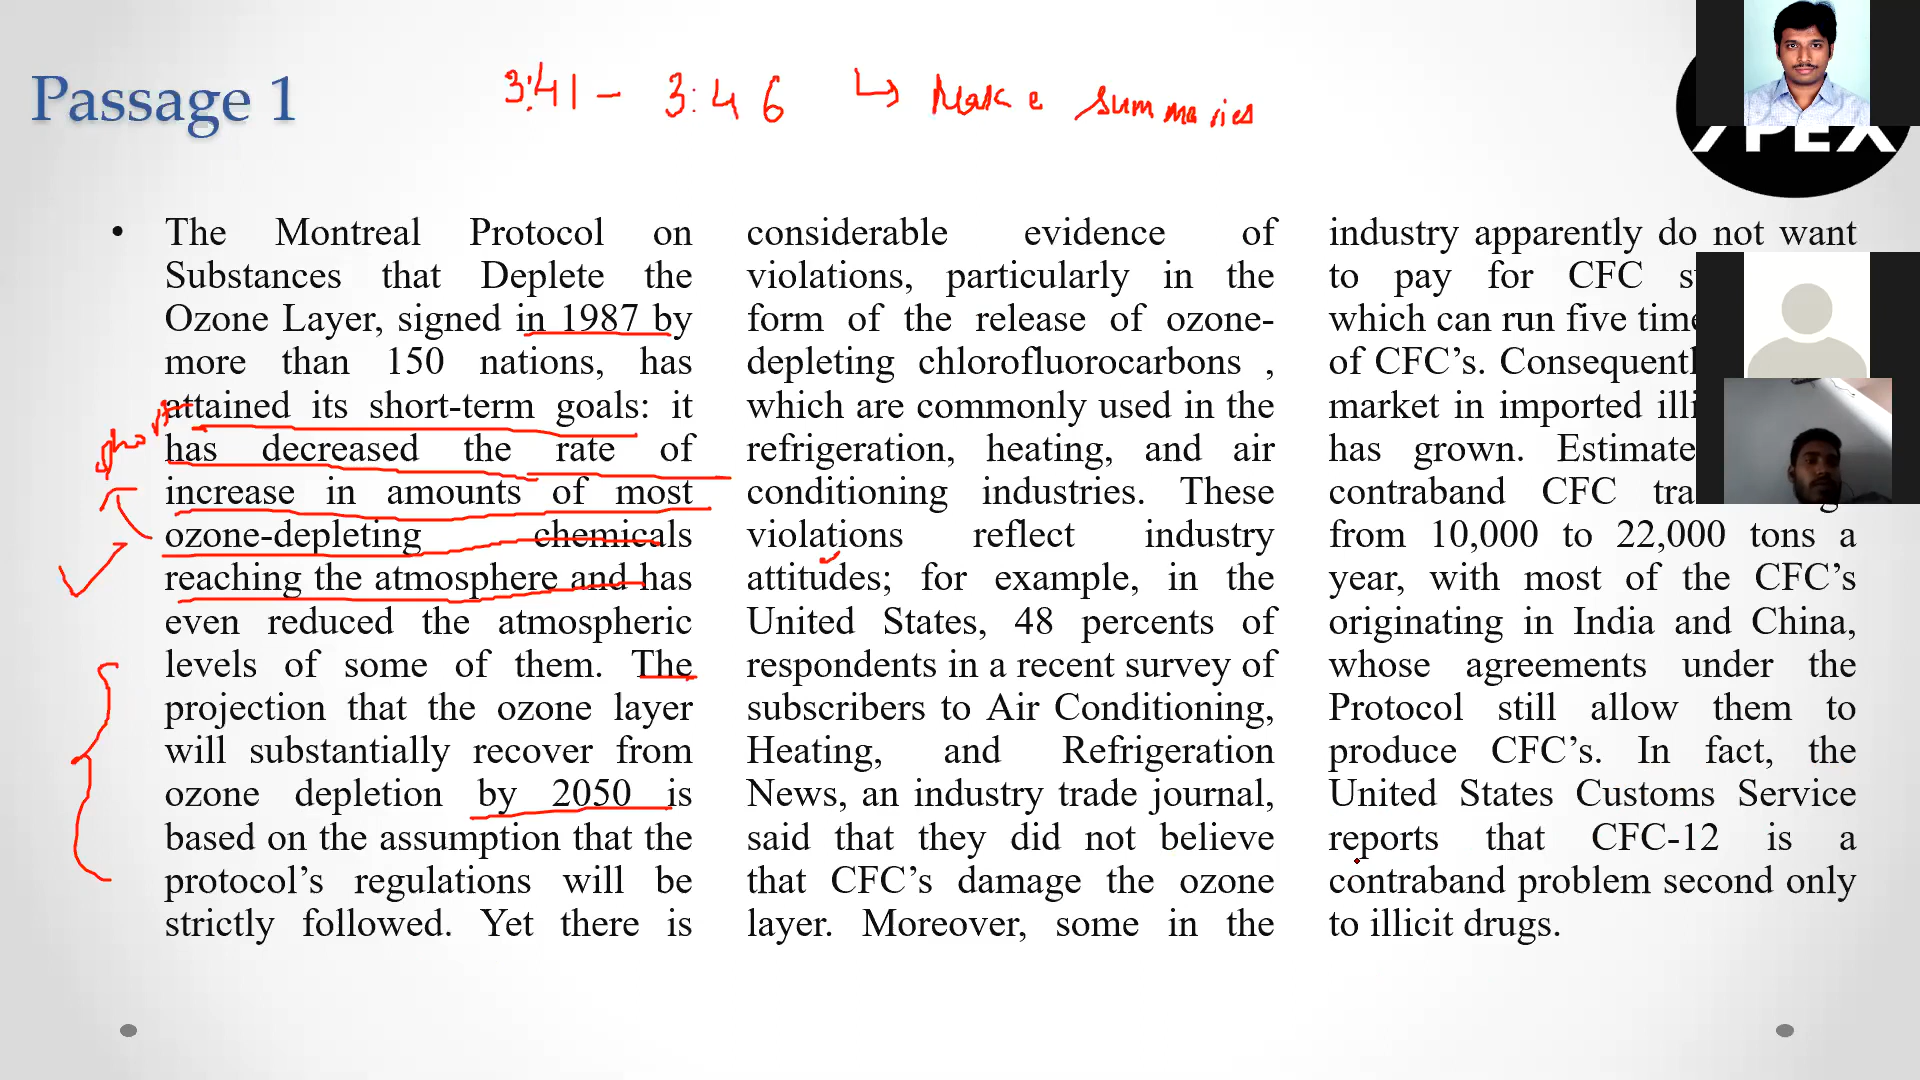 Passage 1
3:41 - 3:46 ↳ Make summaries
APEX
• The Montreal Protocol on
Substances that Deplete the
Ozone Layer, signed in 1987 by
more than 150 nations, has
attained its short-term goals: it
has decreased the rate of
increase in amounts of most
ozone-depleting chemicals
reaching the atmosphere and has
even reduced the atmospheric
levels of some of them. The
projection that the ozone layer
will substantially recover from
ozone depletion by 2050 is
based on the assumption that the
protocol’s regulations will be
strictly followed. Yet there is
short
considerable evidence of
violations, particularly in the
form of the release of ozone-
depleting chlorofluorocarbons ,
which are commonly used in the
refrigeration, heating, and air
conditioning industries. These
violations reflect industry
attitudes; for example, in the
United States, 48 percents of
respondents in a recent survey of
subscribers to Air Conditioning,
Heating, and Refrigeration
News, an industry trade journal,
said that they did not believe
that CFC’s damage the ozone
layer. Moreover, some in the
industry apparently do not want
to pay for CFC
which can run five
of CFC’s.
market in imported
has grown.
contraband CFC
from 10,000 to 22,000 tons a
year, with most of the CFC’s
originating in India and China,
whose agreements under the
Protocol still allow them to
produce CFC’s. In fact, the
United States Customs Service
reports that CFC-12 is a
contraband problem second only
to illicit drugs.